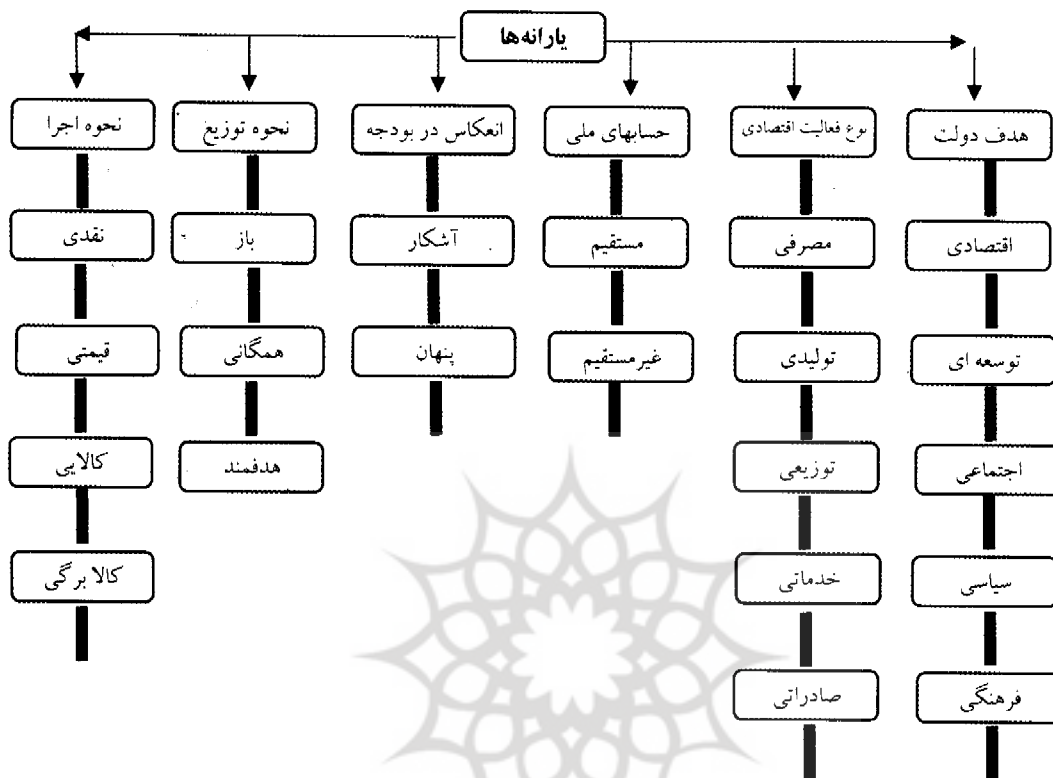 یارانه‌ها
هدف دولت
نوع فعالیت اقتصادی
حسابهای ملی
انعکاس در بودجه
نحوه توزیع
نحوه اجرا
اقتصادی
مصرفی
مستقیم
آشکار
باز
نقدی
توسعه ای
تولیدی
غیرمستقیم
پنهان
همگانی
قیمتی
اجتماعی
توزیعی
هدفمند
کالایی
سیاسی
خدماتی
کالا برگی
فرهنگی
صادراتی